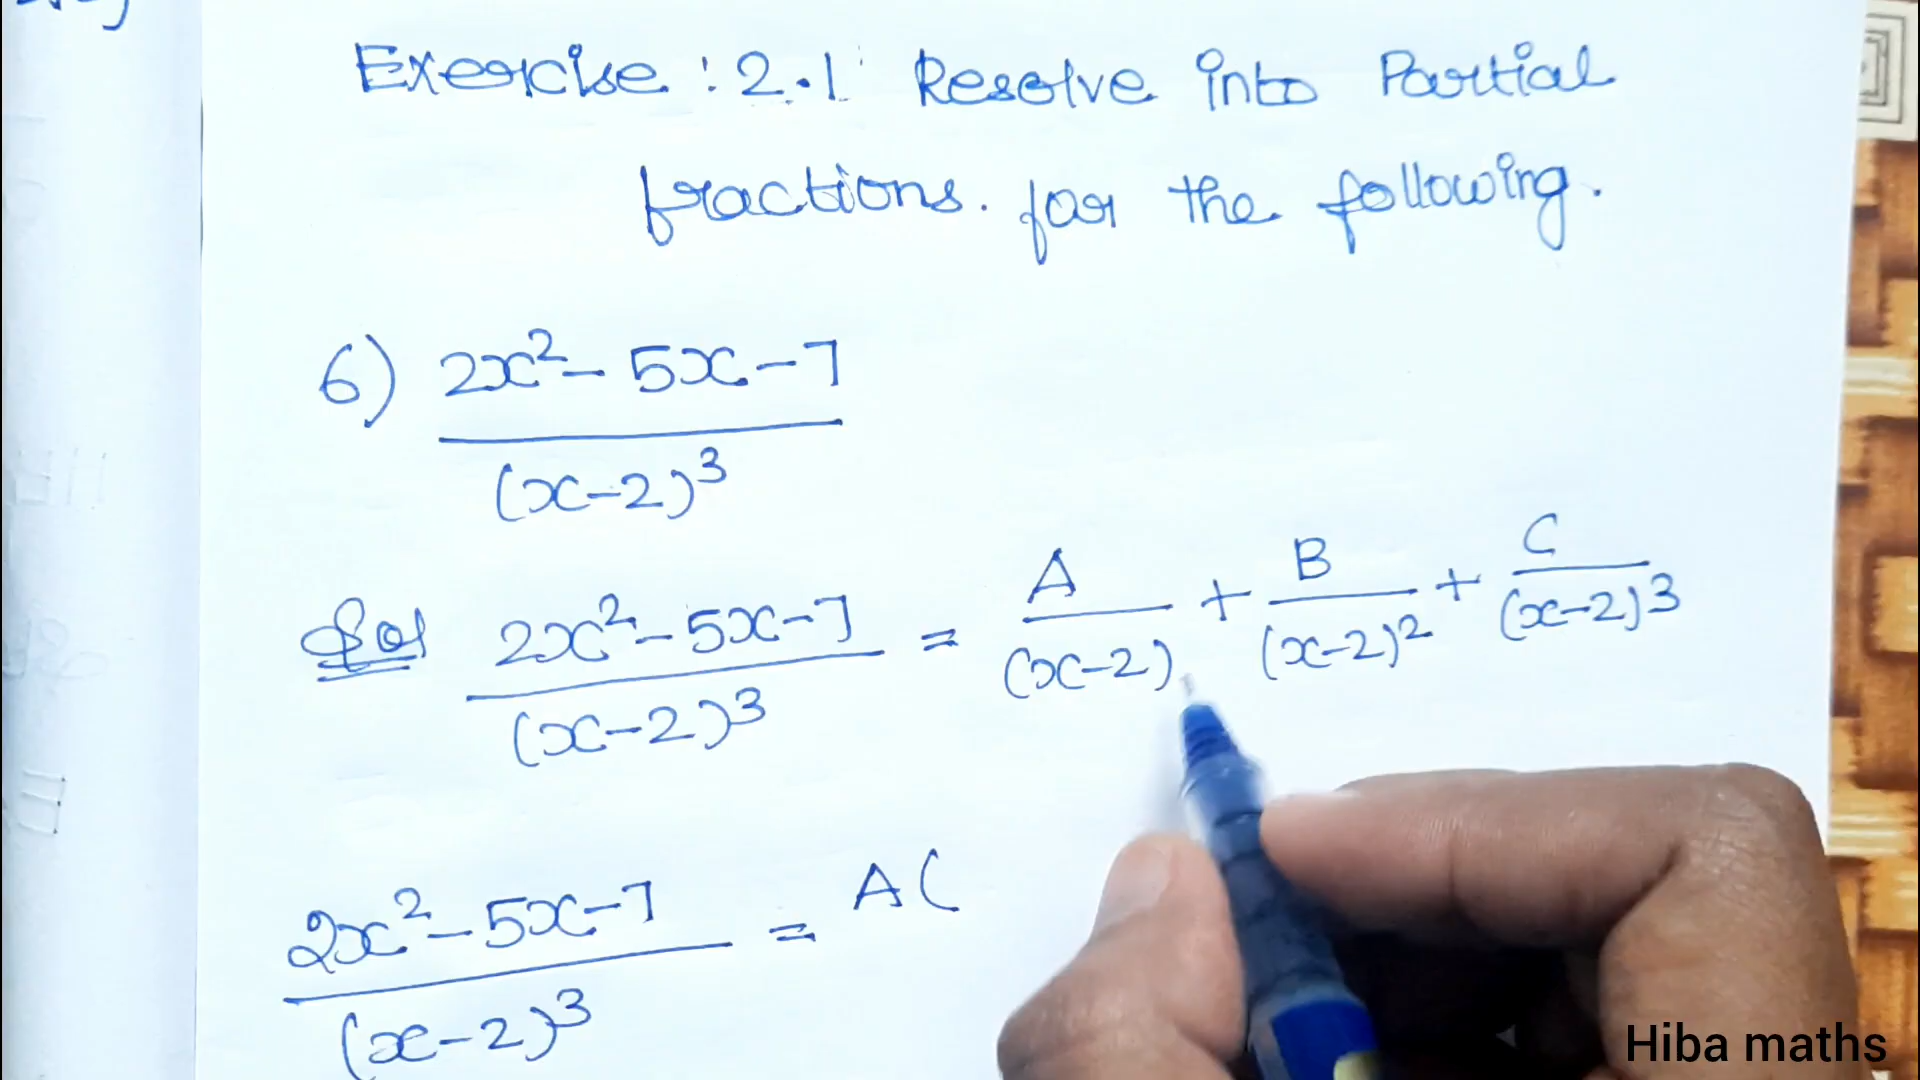 Exercise : 2.1 Resolve into Partial
fractions. for the following.
6) 2x² - 5x - 7
(x-2)³
Sol 2x² - 5x - 7 / (x-2)³ = A / (x-2) + B / (x-2)² + C / (x-2)³
2x² - 5x - 7 / (x-2)³ = A(
Hiba maths